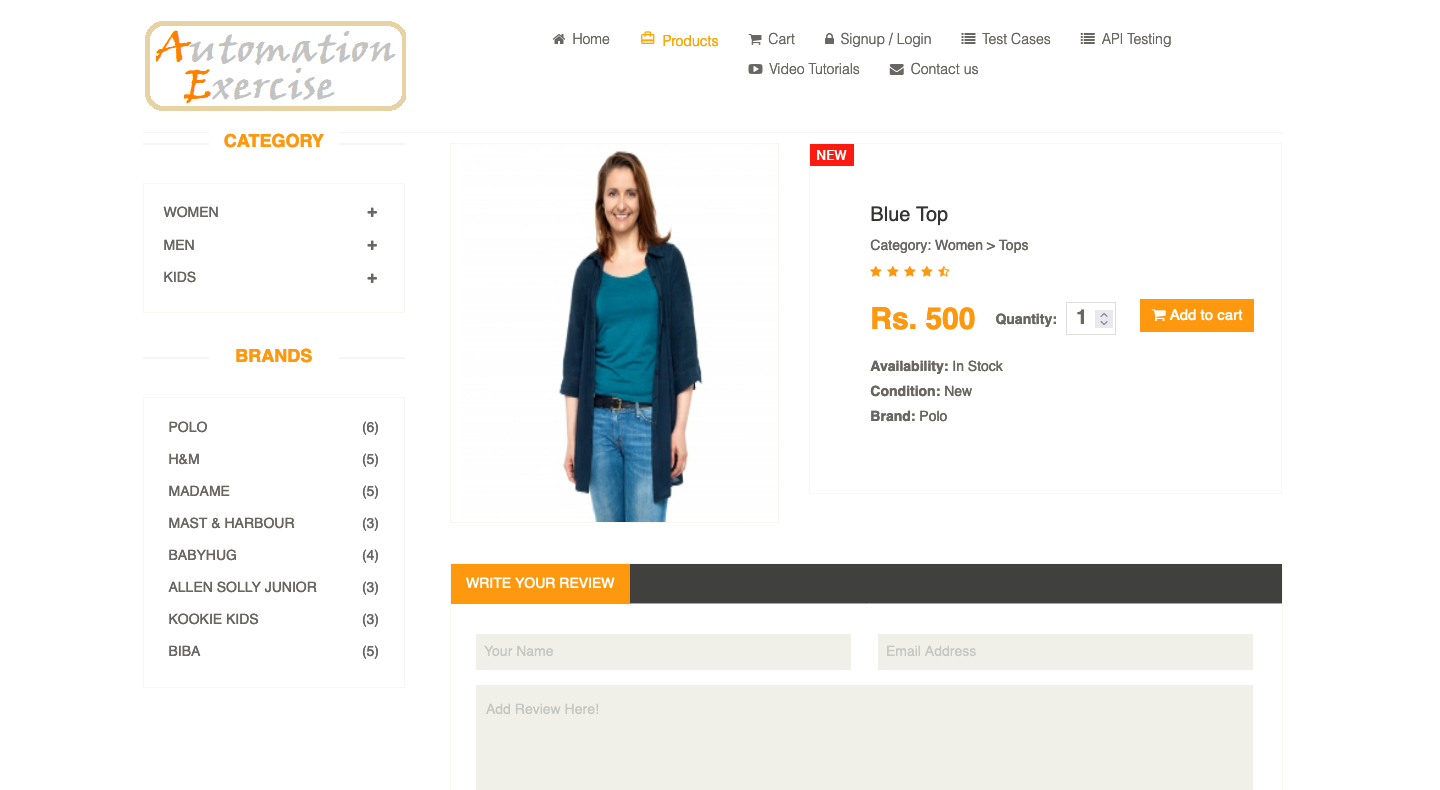 Automation
Exercise
Home
Products
Cart
Signup / Login
Test Cases
API Testing
Video Tutorials
Contact us
CATEGORY
WOMEN
MEN
KIDS
BRANDS
POLO (6)
H&M (5)
MADAME (5)
MAST & HARBOUR (3)
BABYHUG (4)
ALLEN SOLLY JUNIOR (3)
KOOKIE KIDS (3)
BIBA (5)
NEW
Blue Top
Category: Women > Tops
Rs. 500 Quantity: 1 Add to cart
Availability: In Stock
Condition: New
Brand: Polo
WRITE YOUR REVIEW
Your Name
Email Address
Add Review Here!